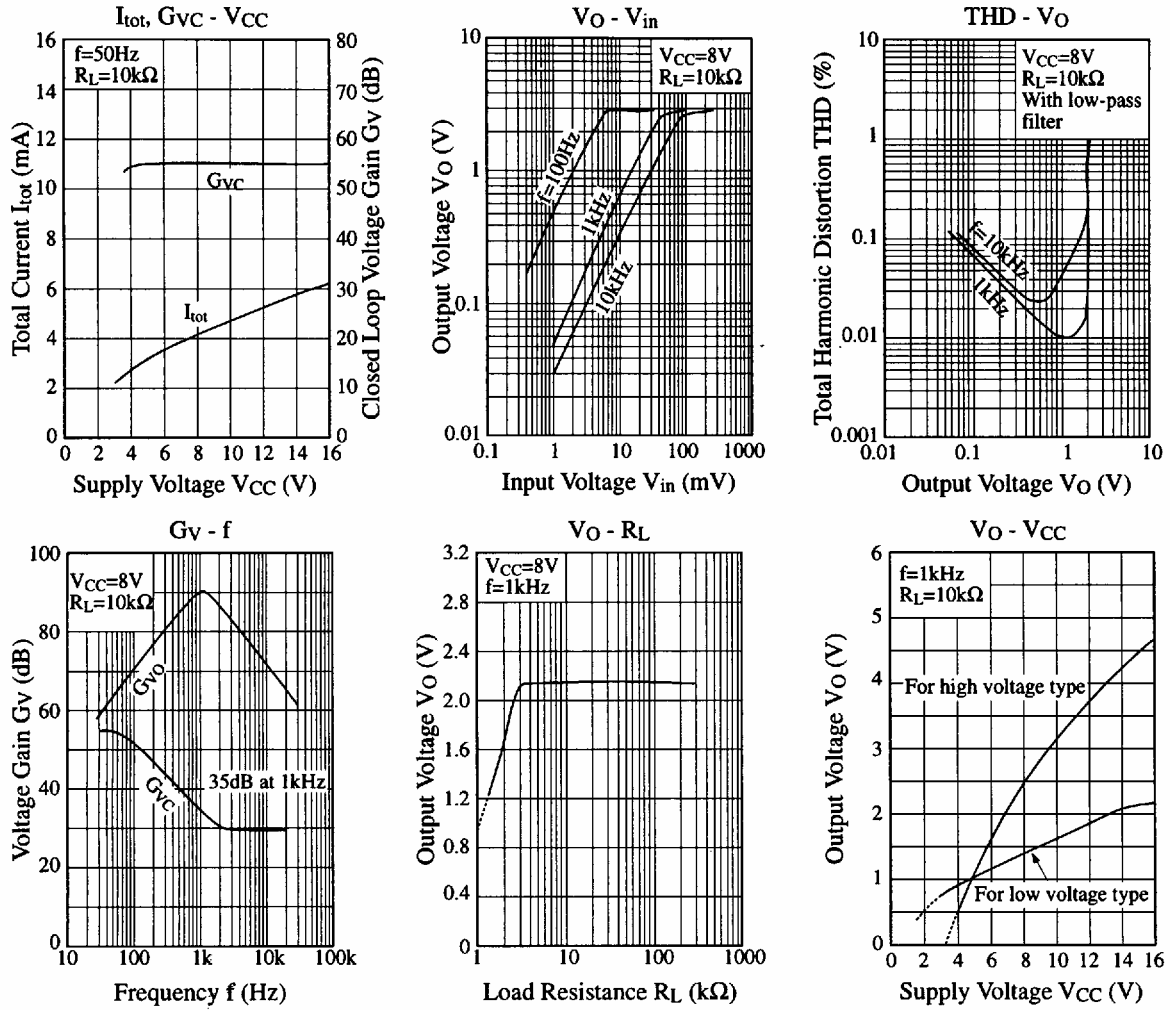 Itot, GVC - VCC
f=50Hz
RL=10kΩ
GVC
Itot
16
14
12
10
8
6
4
2
0
80
70
60
50
40
30
20
10
0
0 2 4 6 8 10 12 14 16
Total Current Itot (mA)
Closed Loop Voltage Gain GV (dB)
Supply Voltage VCC (V)
VO - Vin
VCC=8V
RL=10kΩ
f=100Hz
1kHz
10kHz
10
1
0.1
0.01
0.1 1 10 100 1000
Output Voltage VO (V)
Input Voltage Vin (mV)
THD - VO
VCC=8V
RL=10kΩ
With low-pass
filter
f=10kHz
1kHz
10
1
0.1
0.01
0.001
0.01 0.1 1 10
Total Harmonic Distortion THD (%)
Output Voltage VO (V)
GV - f
VCC=8V
RL=10kΩ
GVO
GVC
35dB at 1kHz
100
80
60
40
20
0
10 100 1k 10k 100k
Voltage Gain GV (dB)
Frequency f (Hz)
VO - RL
VCC=8V
f=1kHz
3.2
2.8
2.4
2.0
1.6
1.2
0.8
0.4
0
1 10 100 1000
Output Voltage VO (V)
Load Resistance RL (kΩ)
VO - VCC
f=1kHz
RL=10kΩ
For high voltage type
For low voltage type
6
5
4
3
2
1
0
0 2 4 6 8 10 12 14 16
Output Voltage VO (V)
Supply Voltage VCC (V)